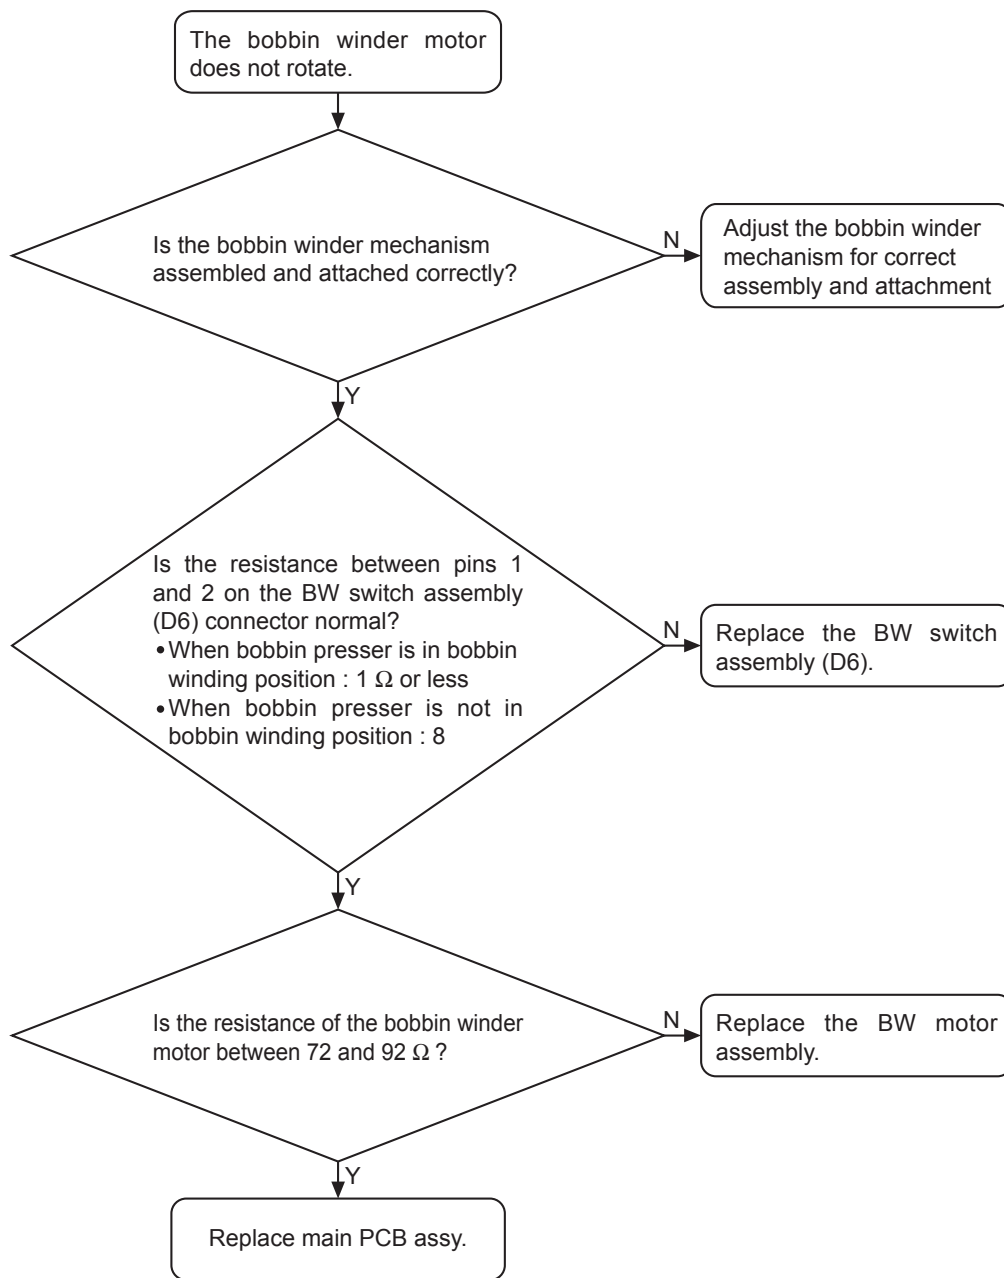 The bobbin winder motor
does not rotate.
Is the bobbin winder mechanism
assembled and attached correctly?
N
Adjust the bobbin winder
mechanism for correct
assembly and attachment
Y
Is the resistance between pins 1
and 2 on the BW switch assembly
(D6) connector normal?
•When bobbin presser is in bobbin
winding position : 1 Ω or less
•When bobbin presser is not in
bobbin winding position : 8
N
Replace the BW switch
assembly (D6).
Y
Is the resistance of the bobbin winder
motor between 72 and 92 Ω ?
N
Replace the BW motor
assembly.
Y
Replace main PCB assy.